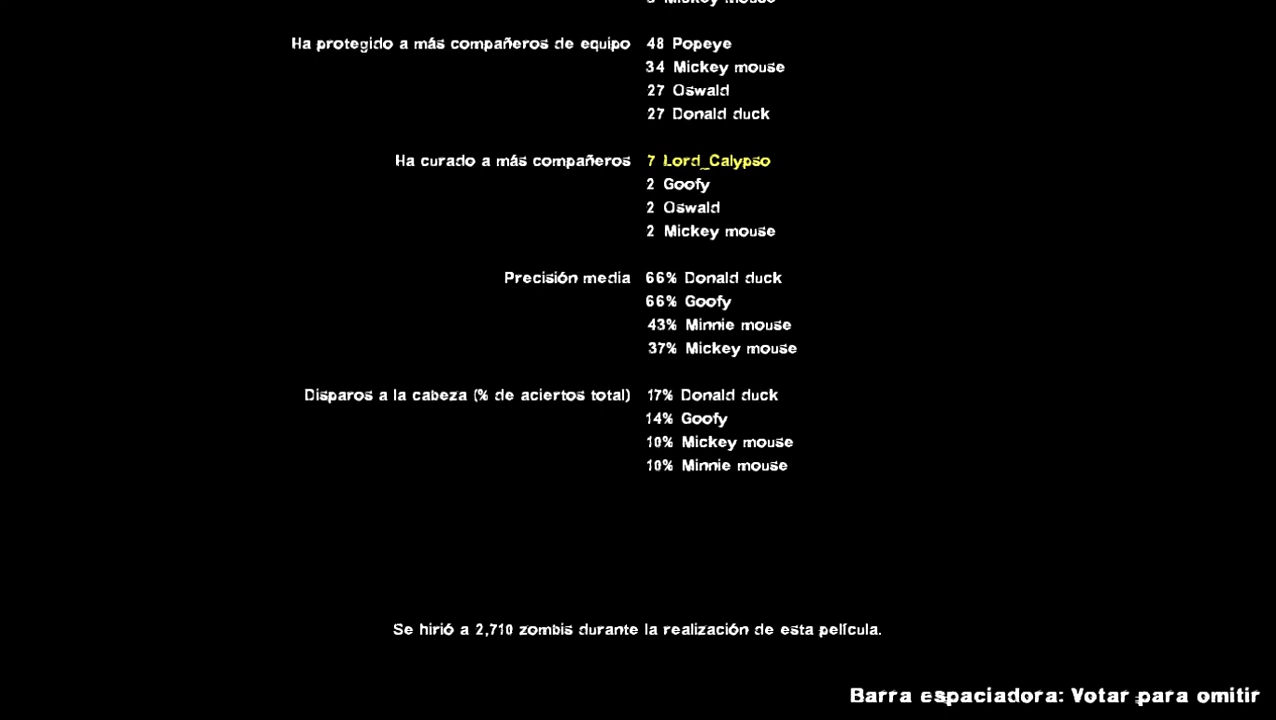 3 Mickey mouse
Ha protegido a más compañeros de equipo 48 Popeye
34 Mickey mouse
27 Oswald
27 Donald duck
Ha curado a más compañeros 7 Lord_Calypso
2 Goofy
2 Oswald
2 Mickey mouse
Precisión media 66% Donald duck
66% Goofy
43% Minnie mouse
37% Mickey mouse
Disparos a la cabeza (% de aciertos total) 17% Donald duck
14% Goofy
10% Mickey mouse
10% Minnie mouse
Se hirió a 2,710 zombis durante la realización de esta película.
Barra espaciadora: Votar para omitir